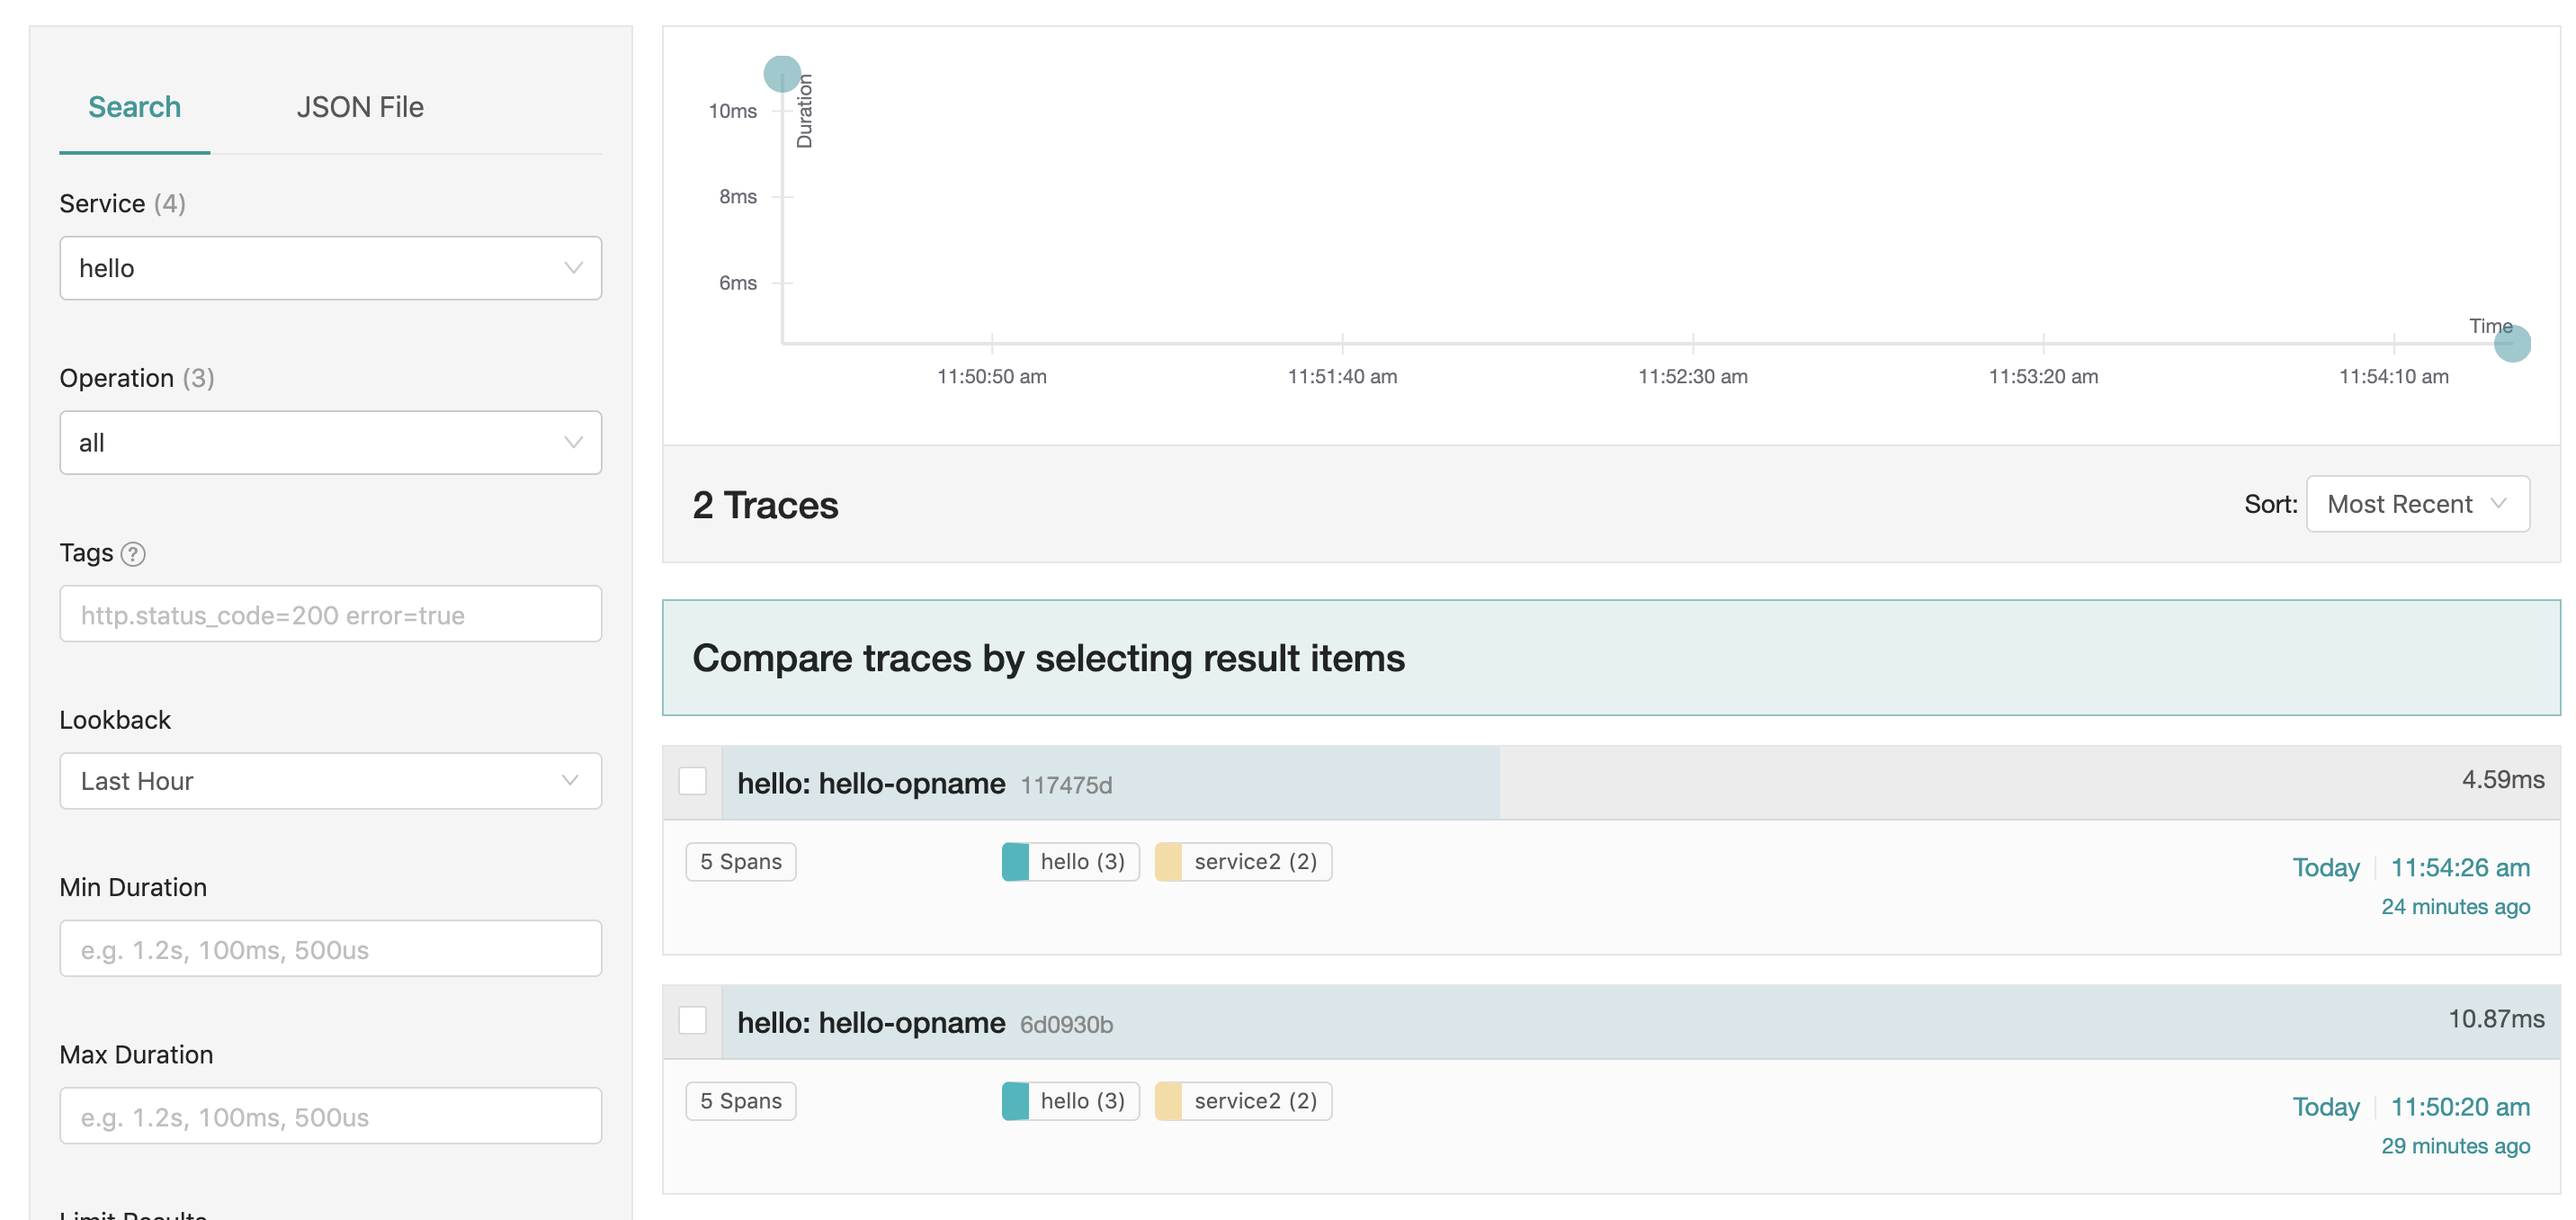 Search
JSON File
Service (4)
hello
Operation (3)
all
Tags ?
http.status_code=200 error=true
Lookback
Last Hour
Min Duration
e.g. 1.2s, 100ms, 500us
Max Duration
e.g. 1.2s, 100ms, 500us
Limit Results
Duration
10ms
8ms
6ms
Time
11:50:50 am
11:51:40 am
11:52:30 am
11:53:20 am
11:54:10 am
2 Traces
Sort: Most Recent
Compare traces by selecting result items
hello: hello-opname 117475d
4.59ms
5 Spans
hello (3)
service2 (2)
Today 11:54:26 am
24 minutes ago
hello: hello-opname 6d0930b
10.87ms
5 Spans
hello (3)
service2 (2)
Today 11:50:20 am
29 minutes ago